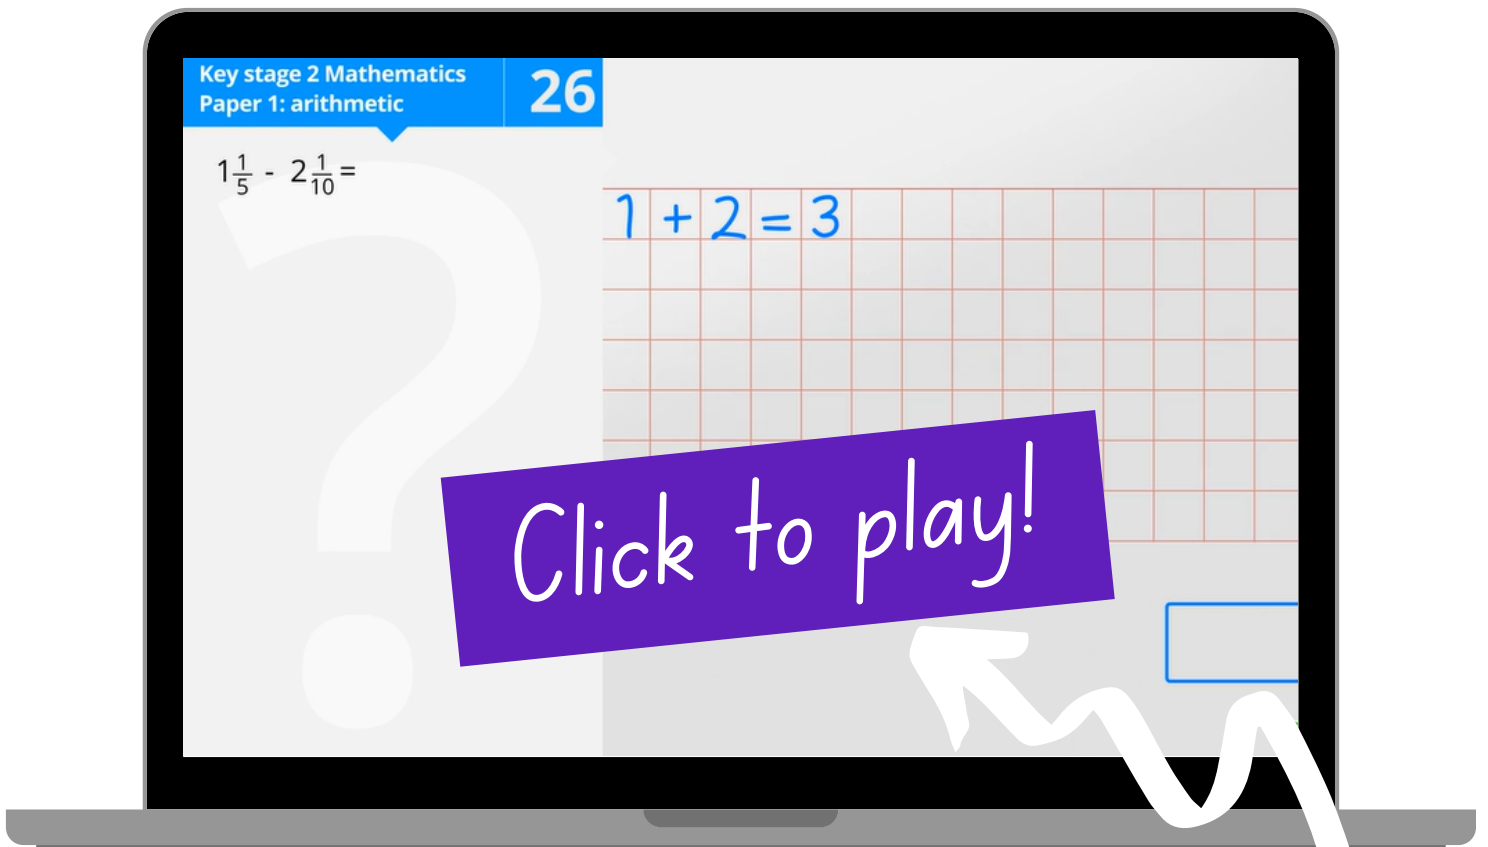 Key stage 2 Mathematics
Paper 1: arithmetic
26
1 1/5 - 2 1/10 =
1 + 2 = 3
Click to play!